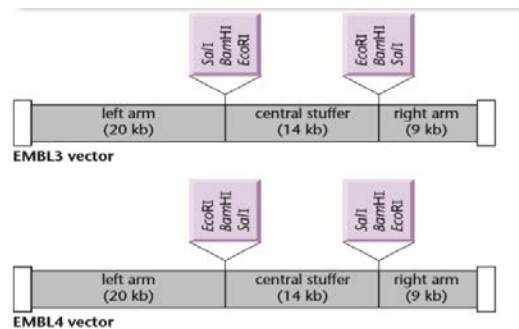 SalI
BamHI
EcoRI
EcoRI
BamHI
SalI
left arm
(20 kb)
central stuffer
(14 kb)
right arm
(9 kb)
EMBL3 vector
EcoRI
BamHI
SalI
SalI
BamHI
EcoRI
left arm
(20 kb)
central stuffer
(14 kb)
right arm
(9 kb)
EMBL4 vector